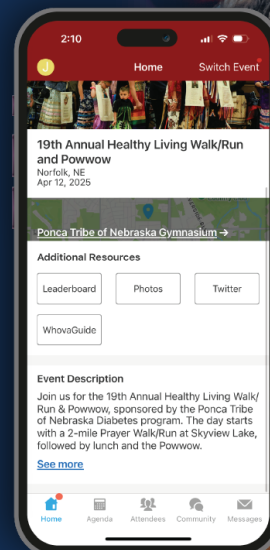 2:10
J
Home
Switch Event
19th Annual Healthy Living Walk/Run
and Powwow
Norfolk, NE
Apr 12, 2025
Ponca Tribe of Nebraska Gymnasium →
Additional Resources
Leaderboard
Photos
Twitter
WhovaGuide
Event Description
Join us for the 19th Annual Healthy Living Walk/
Run & Powwow, sponsored by the Ponca Tribe
of Nebraska Diabetes program. The day starts
with a 2-mile Prayer Walk/Run at Skyview Lake,
followed by lunch and the Powwow.
See more
Home
Agenda
Attendees
Community
Messages